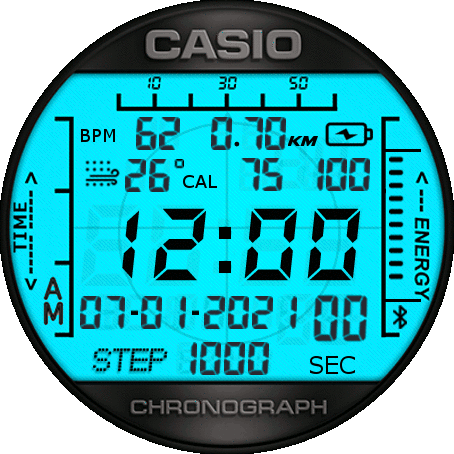 CASIO
10 30 50
BPM 62 0.70 KM
26° CAL 75 100
<---- TIME ---->
<---- ENERGY
12:00
AM
07-01-2021 00
STEP 1000 SEC
CHRONOGRAPH